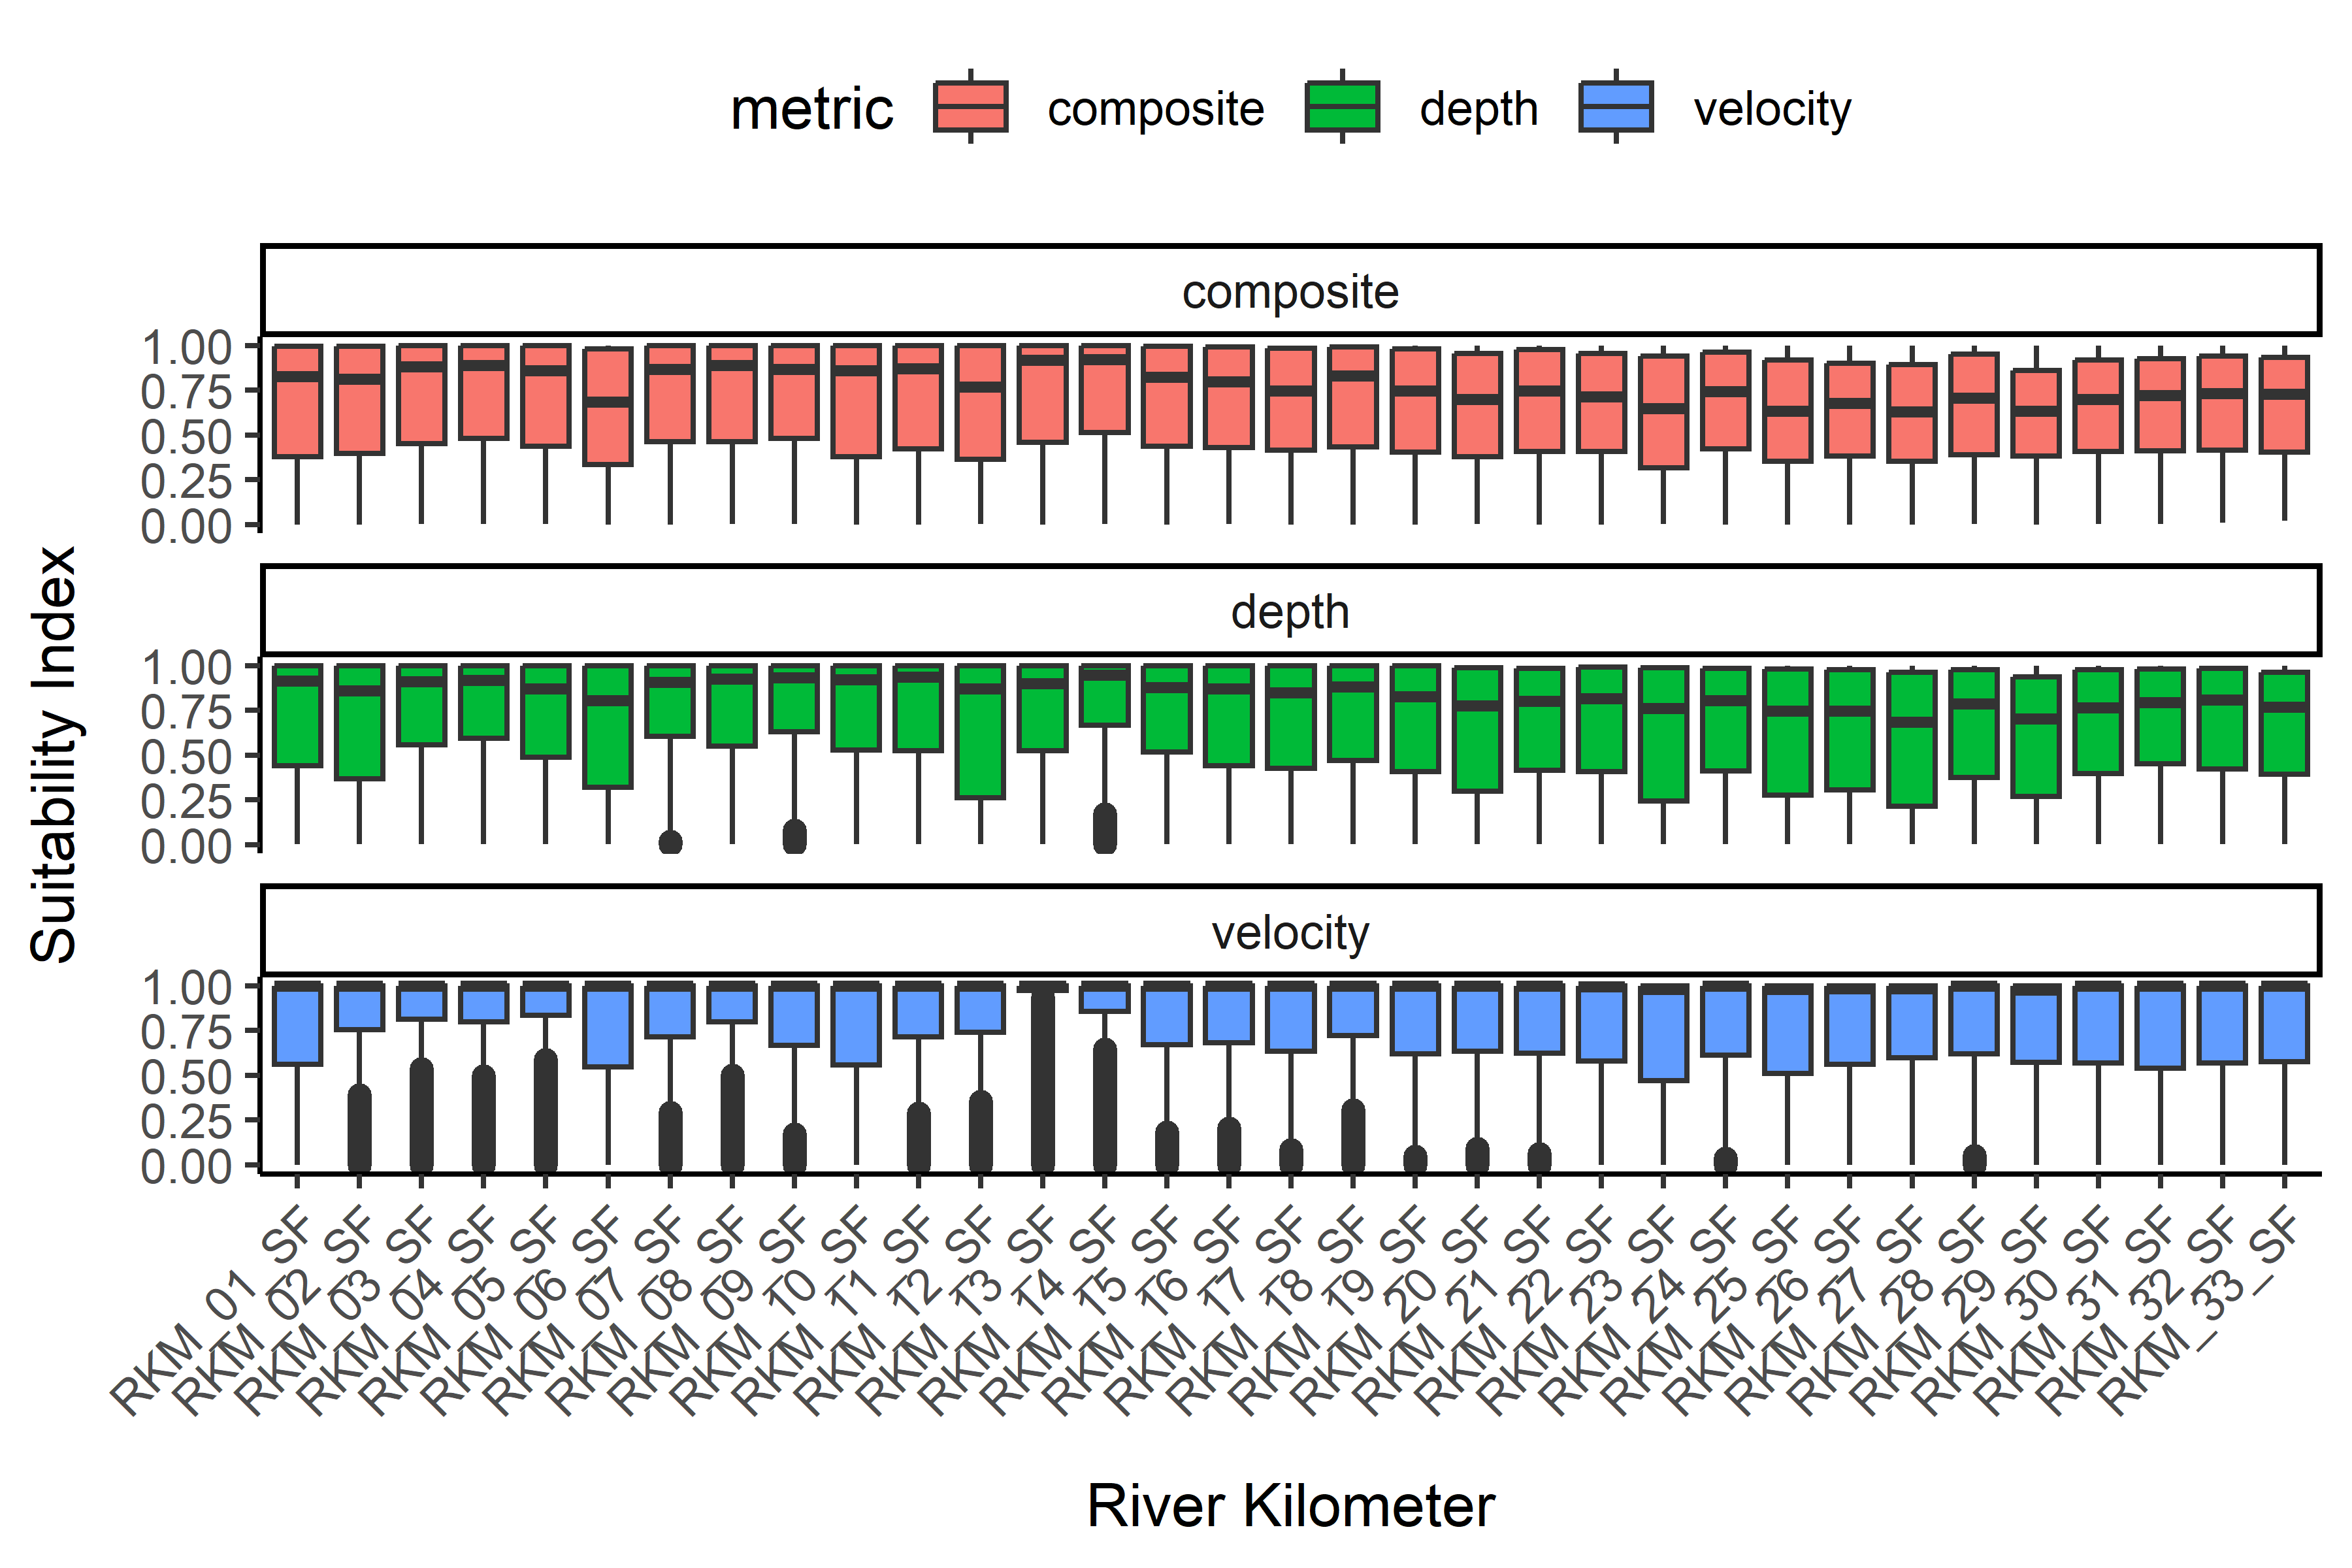 metric composite depth velocity
Suitability Index
composite
1.00
0.75
0.50
0.25
0.00
depth
1.00
0.75
0.50
0.25
0.00
velocity
1.00
0.75
0.50
0.25
0.00
RKM_01_SF
RKM_02_SF
RKM_03_SF
RKM_04_SF
RKM_05_SF
RKM_06_SF
RKM_07_SF
RKM_08_SF
RKM_09_SF
RKM_10_SF
RKM_11_SF
RKM_12_SF
RKM_13_SF
RKM_14_SF
RKM_15_SF
RKM_16_SF
RKM_17_SF
RKM_18_SF
RKM_19_SF
RKM_20_SF
RKM_21_SF
RKM_22_SF
RKM_23_SF
RKM_24_SF
RKM_25_SF
RKM_26_SF
RKM_27_SF
RKM_28_SF
RKM_29_SF
RKM_30_SF
RKM_31_SF
RKM_32_SF
RKM_33_SF
River Kilometer